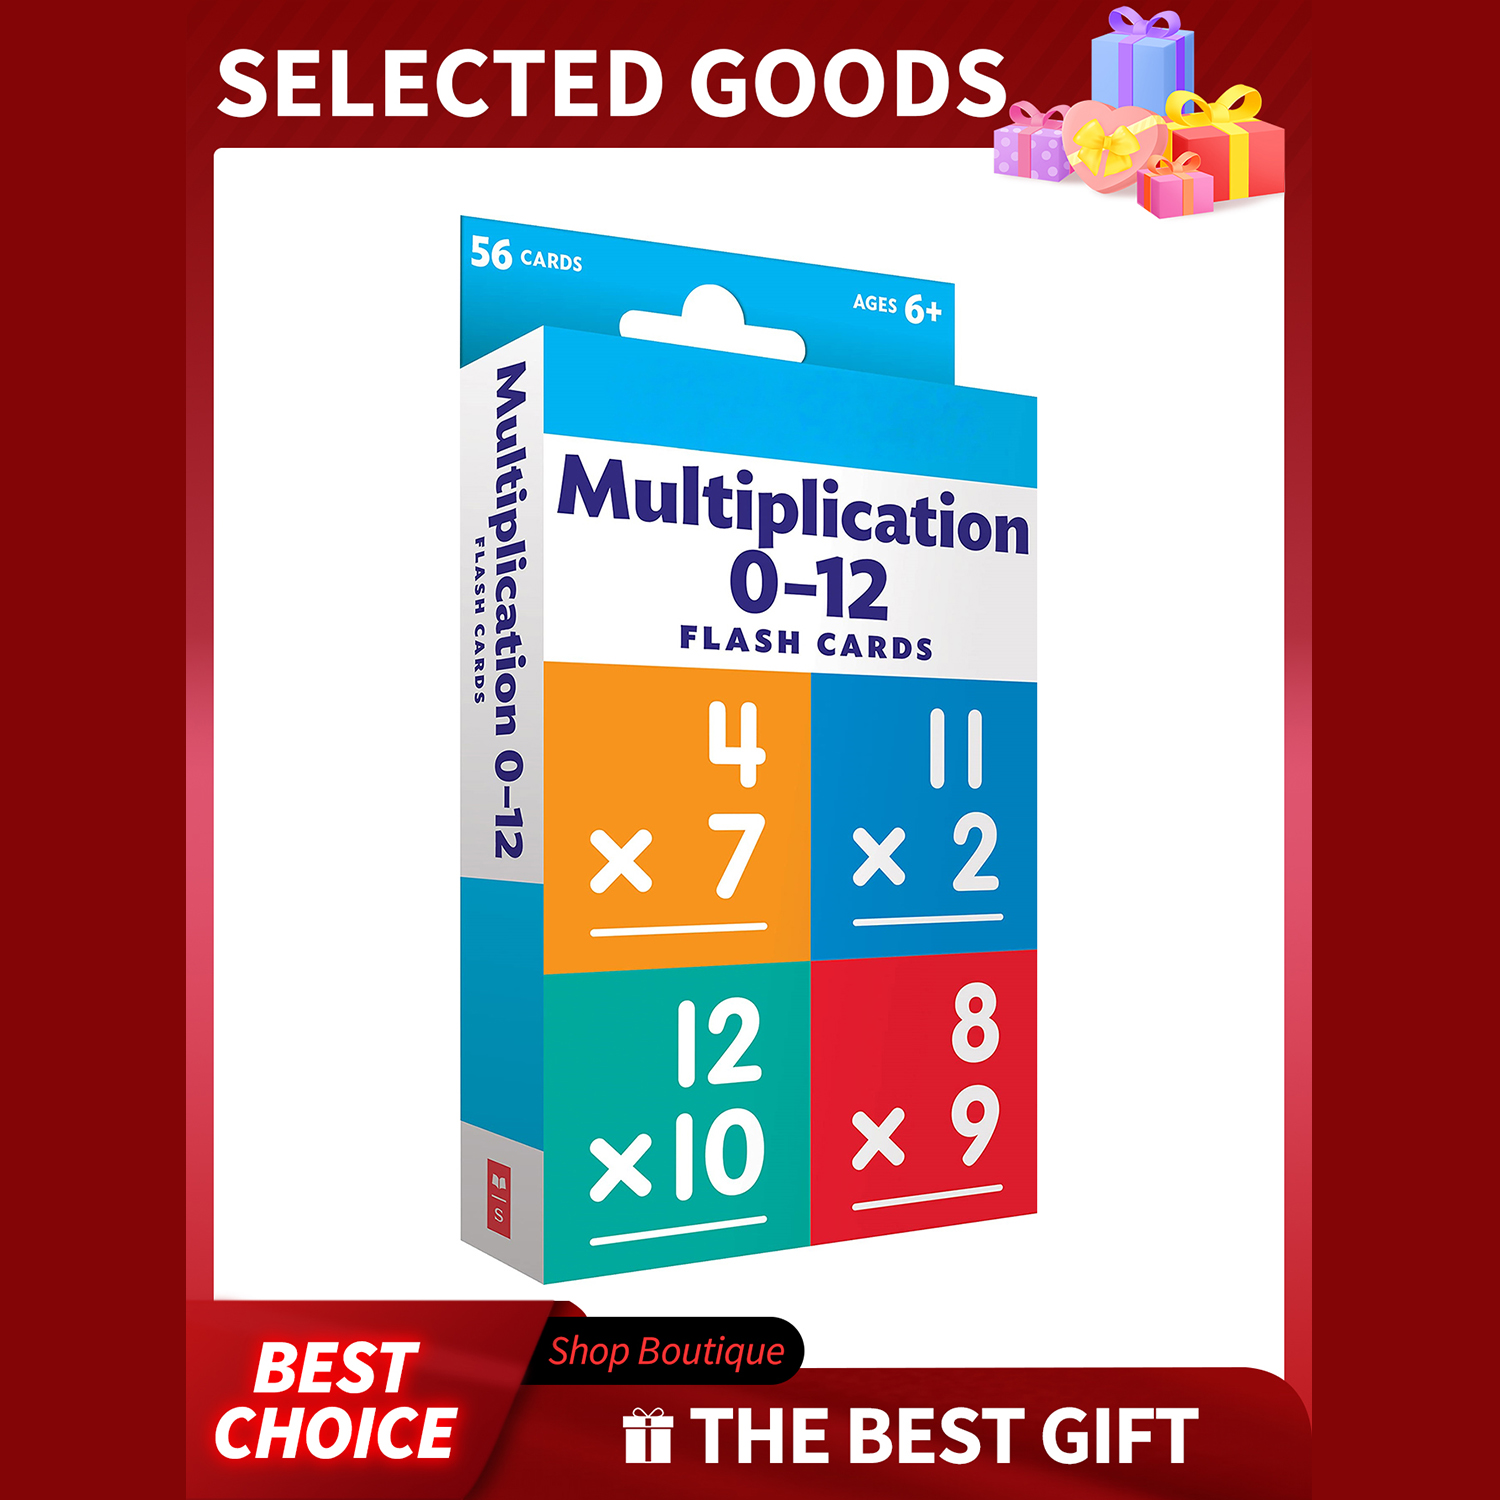 SELECTED GOODS
56 CARDS
AGES 6+
Multiplication 0-12
FLASH CARDS
Multiplication
0-12
FLASH CARDS
4
× 7
11
× 2
12
×10
8
× 9
S
BEST
CHOICE
Shop Boutique
THE BEST GIFT